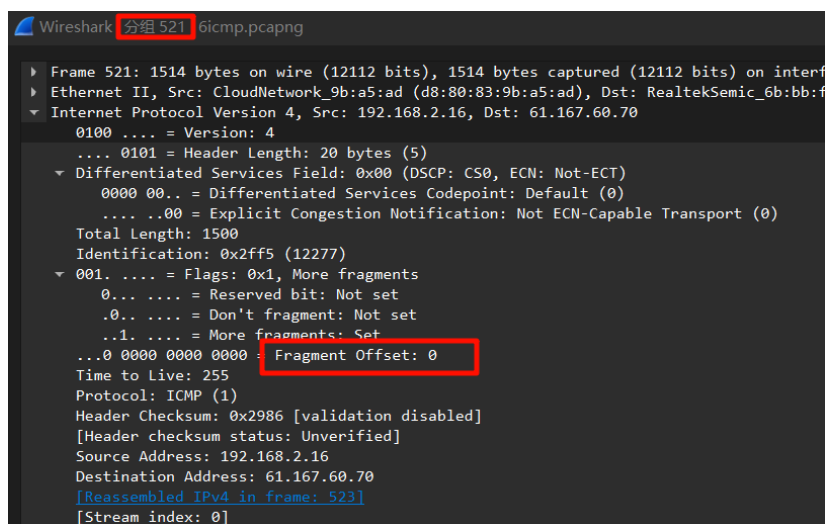 Wireshark 分组 521 6icmp.pcapng
Frame 521: 1514 bytes on wire (12112 bits), 1514 bytes captured (12112 bits) on interf
Ethernet II, Src: CloudNetwork_9b:a5:ad (d8:80:83:9b:a5:ad), Dst: RealtekSemic_6b:bb:f
Internet Protocol Version 4, Src: 192.168.2.16, Dst: 61.167.60.70
0100 .... = Version: 4
.... 0101 = Header Length: 20 bytes (5)
Differentiated Services Field: 0x00 (DSCP: CS0, ECN: Not-ECT)
0000 00.. = Differentiated Services Codepoint: Default (0)
.... ..00 = Explicit Congestion Notification: Not ECN-Capable Transport (0)
Total Length: 1500
Identification: 0x2ff5 (12277)
001. .... = Flags: 0x1, More fragments
0... .... = Reserved bit: Not set
.0.. .... = Don't fragment: Not set
..1. .... = More fragments: Set
...0 0000 0000 0000 = Fragment Offset: 0
Time to Live: 255
Protocol: ICMP (1)
Header Checksum: 0x2986 [validation disabled]
[Header checksum status: Unverified]
Source Address: 192.168.2.16
Destination Address: 61.167.60.70
[Reassembled IPv4 in frame: 523]
[Stream index: 0]